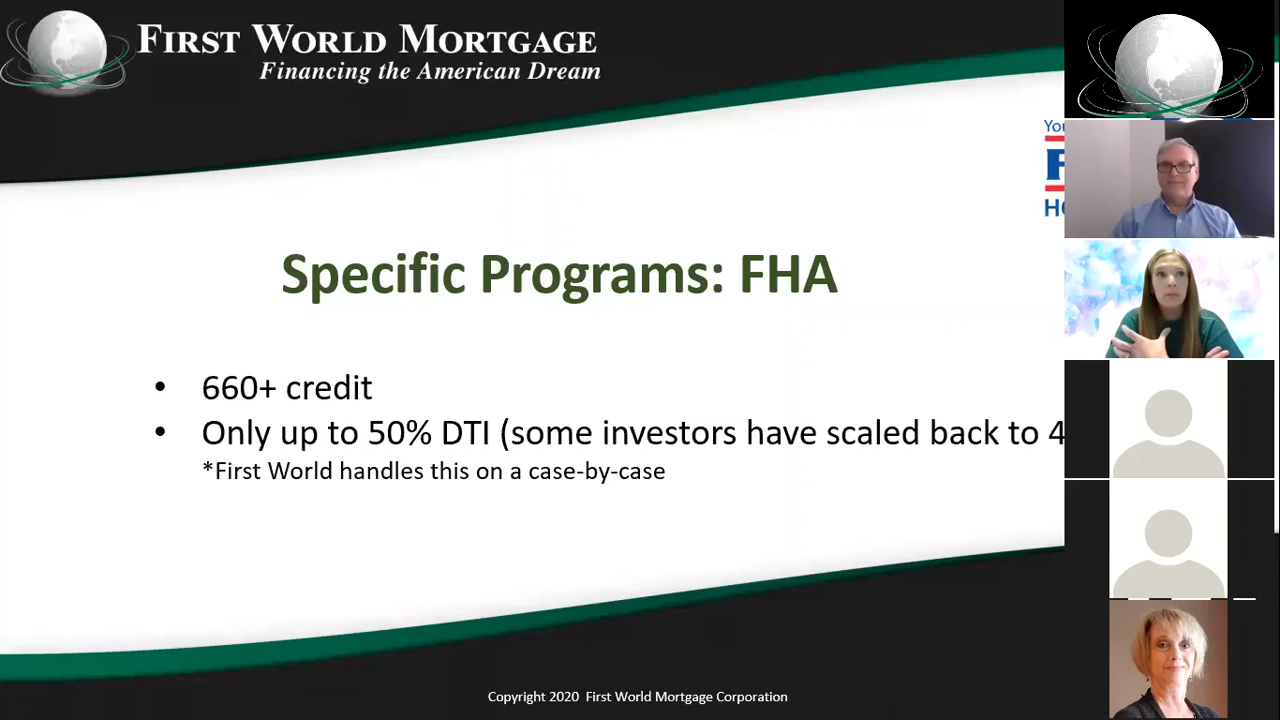 First World Mortgage
Financing the American Dream
Specific Programs: FHA
• 660+ credit
• Only up to 50% DTI (some investors have scaled back to 4
*First World handles this on a case-by-case
Copyright 2020 First World Mortgage Corporation